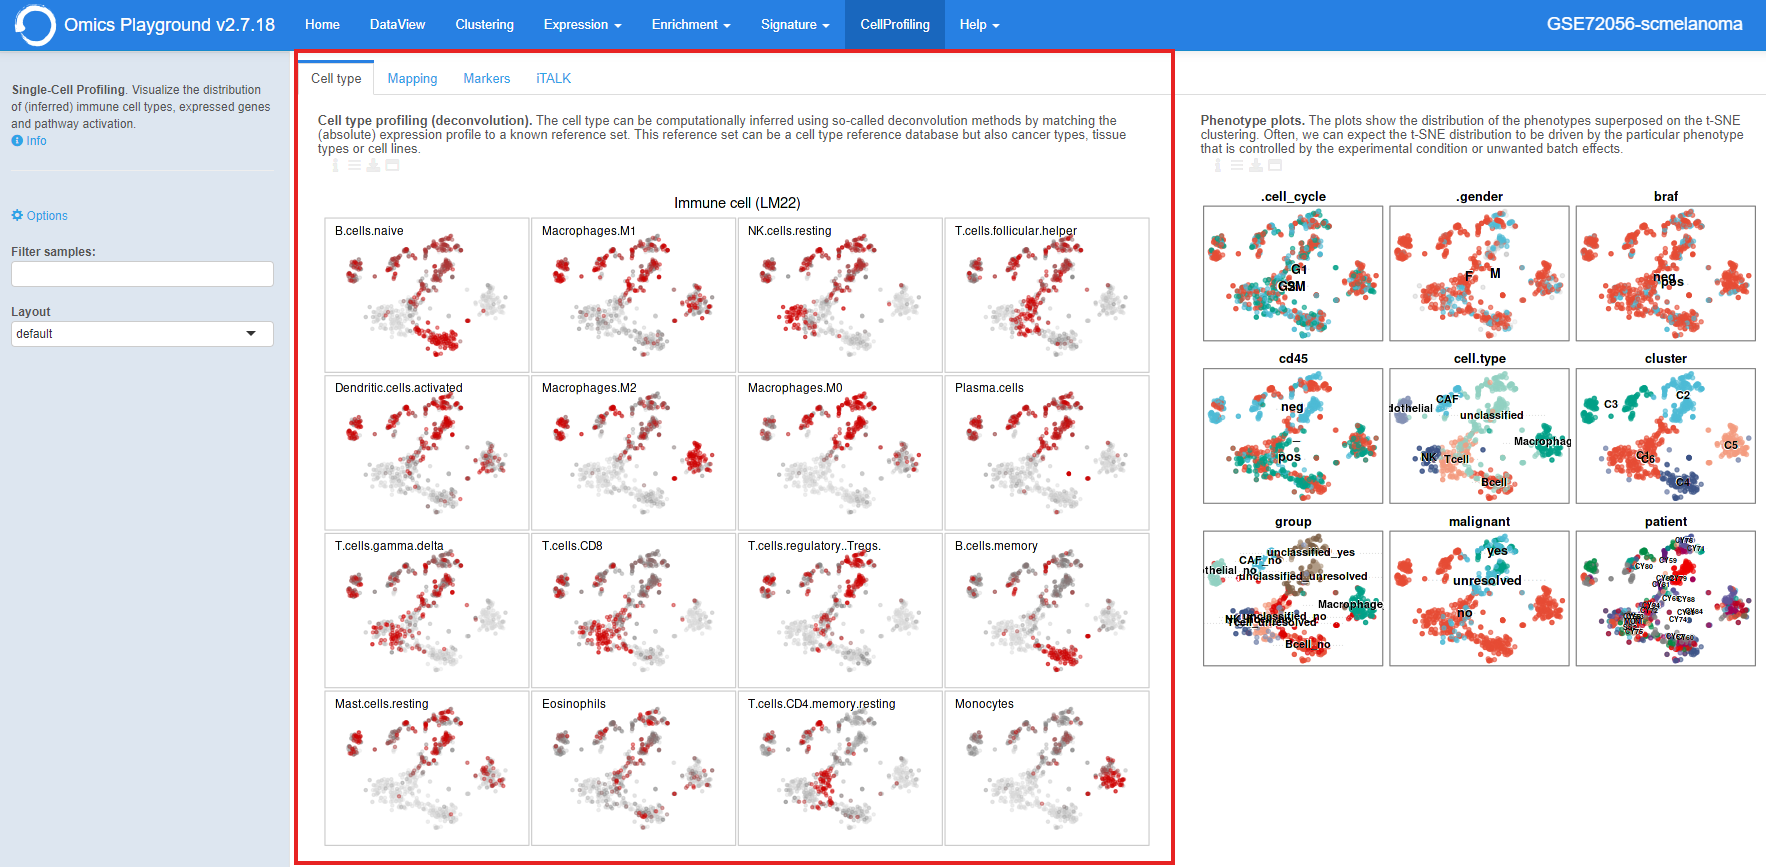 Omics Playground v2.7.18
Home
DataView
Clustering
Expression
Enrichment
Signature
CellProfiling
Help
GSE72056-scmelanoma
Single-Cell Profiling. Visualize the distribution
of (inferred) immune cell types, expressed genes
and pathway activation.
Info
Options
Filter samples:
Layout
default
Cell type
Mapping
Markers
iTALK
Cell type profiling (deconvolution). The cell type can be computationally inferred using so-called deconvolution methods by matching the
(absolute) expression profile to a known reference set. This reference set can be a cell type reference database but also cancer types, tissue
types or cell lines.
Immune cell (LM22)
B.cells.naive
Macrophages.M1
NK.cells.resting
T.cells.follicular.helper
Dendritic.cells.activated
Macrophages.M2
Macrophages.M0
Plasma.cells
T.cells.gamma.delta
T.cells.CD8
T.cells.regulatory..Tregs.
B.cells.memory
Mast.cells.resting
Eosinophils
T.cells.CD4.memory.resting
Monocytes
Phenotype plots. The plots show the distribution of the phenotypes superposed on the t-SNE
clustering. Often, we can expect the t-SNE distribution to be driven by the particular phenotype
that is controlled by the experimental condition or unwanted batch effects.
.cell_cycle
G1
.gender
F
M
braf
neg
pos
cd45
neg
pos
cell.type
CAF
dothelial
unclassified
Macrophag
NK
Tcell
Bcell
cluster
C2
C3
C5
C6
C4
group
unclassified_yes
CAF_no
thelial_no
unclassified_unresolved
Macrophage
unclassified_no
Tcell_unresolved
Bcell_no
malignant
yes
unresolved
no
patient
CY71
CY59
CY80
CY79
CY88
CY84
CY74